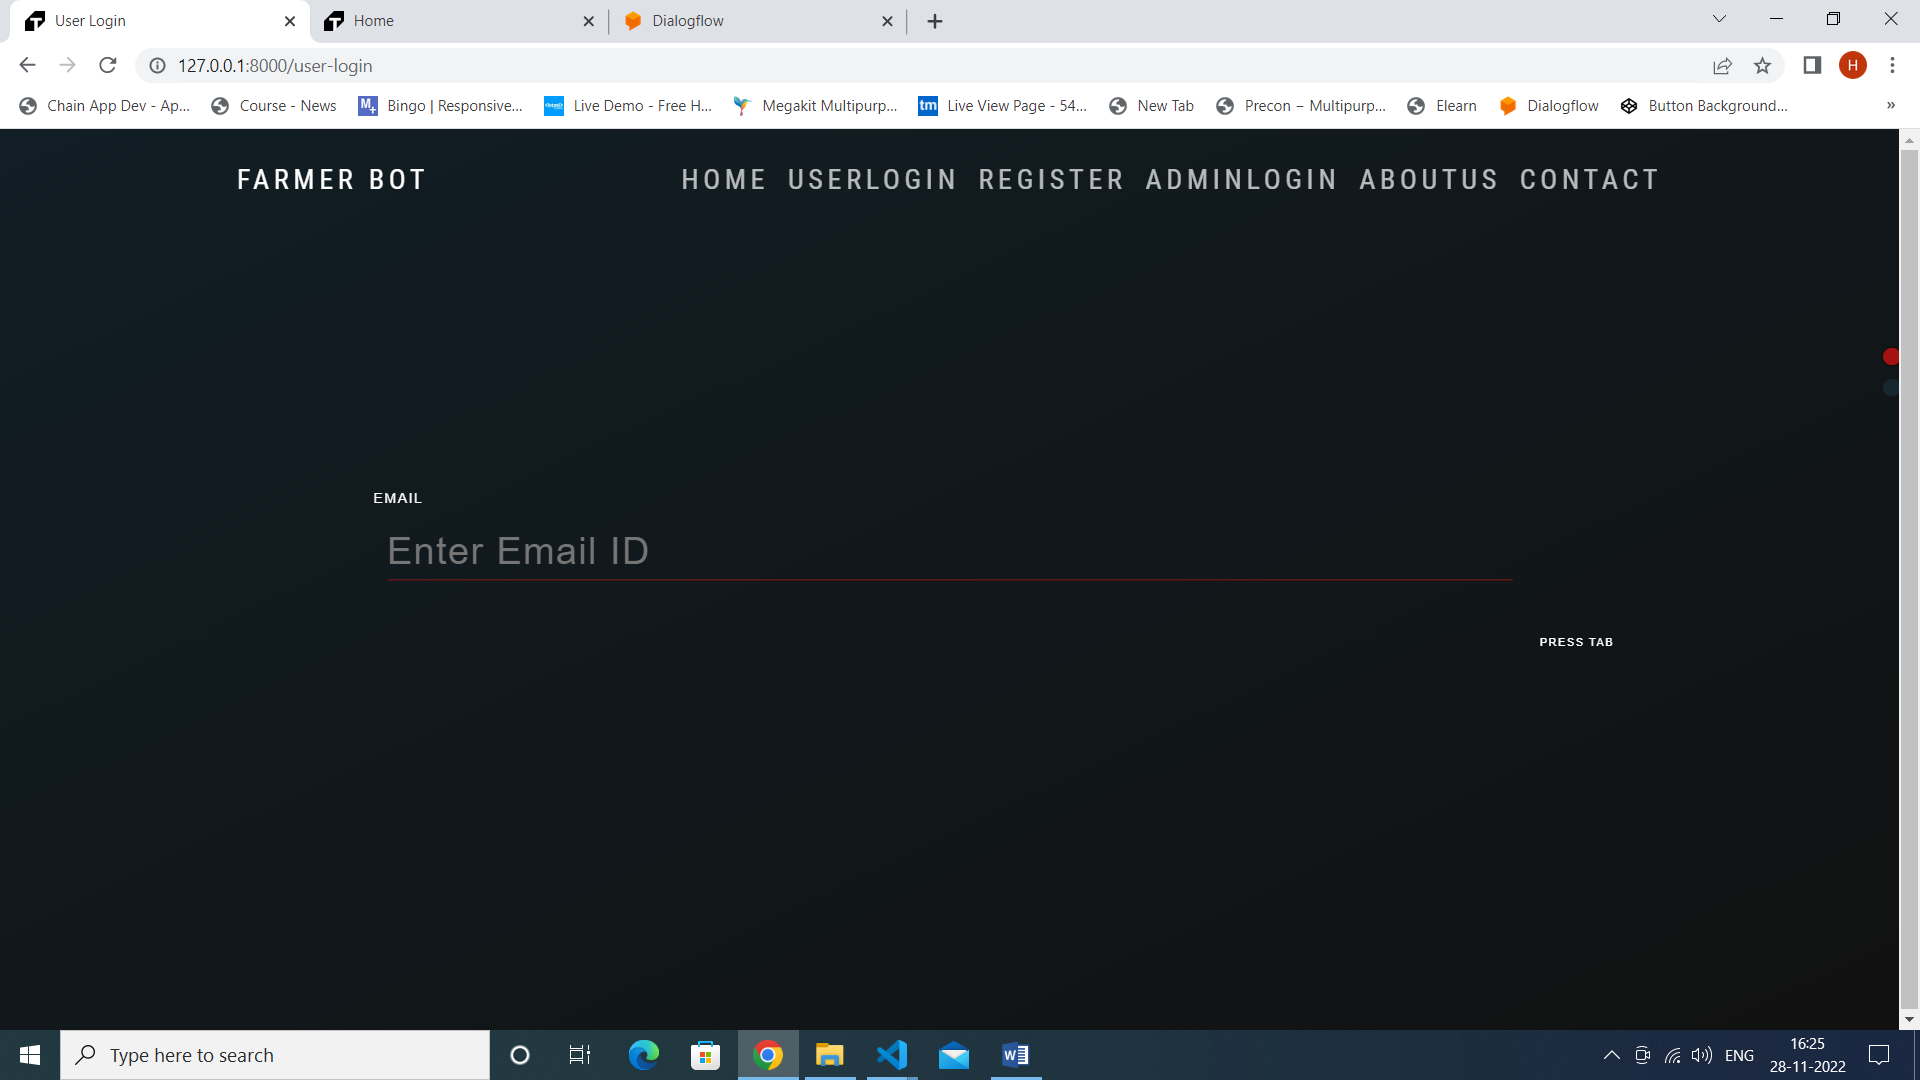 User Login
Home
Dialogflow
127.0.0.1:8000/user-login
H
Chain App Dev - Ap...
Course - News
M+
Bingo | Responsive...
Live Demo - Free H...
Megakit Multipurp...
tm
Live View Page - 54...
New Tab
Precon – Multipurp...
Elearn
Dialogflow
Button Background...
»
FARMER BOT
HOME USERLOGIN REGISTER ADMINLOGIN ABOUTUS CONTACT
EMAIL
Enter Email ID
PRESS TAB
Type here to search
W
ENG
16:25
28-11-2022